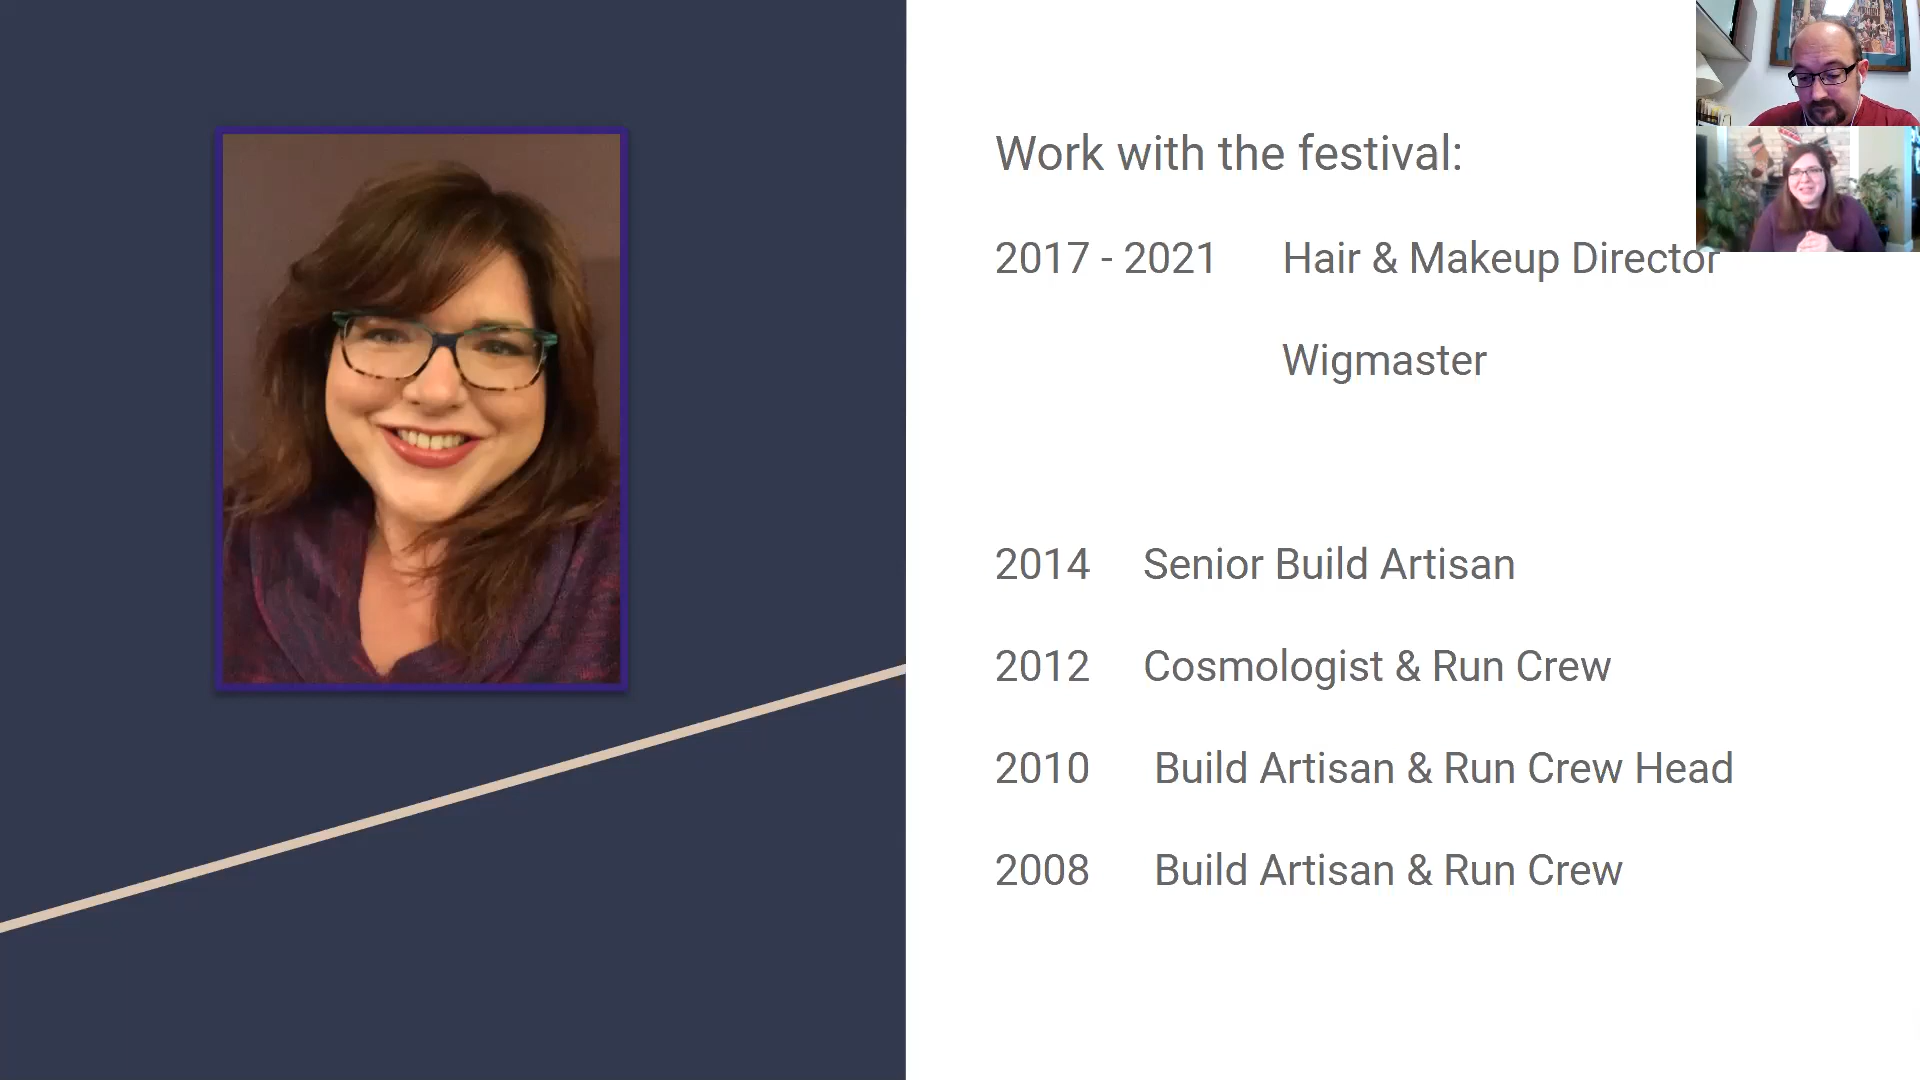 Work with the festival:
2017 - 2021 Hair & Makeup Director
Wigmaster
2014 Senior Build Artisan
2012 Cosmologist & Run Crew
2010 Build Artisan & Run Crew Head
2008 Build Artisan & Run Crew